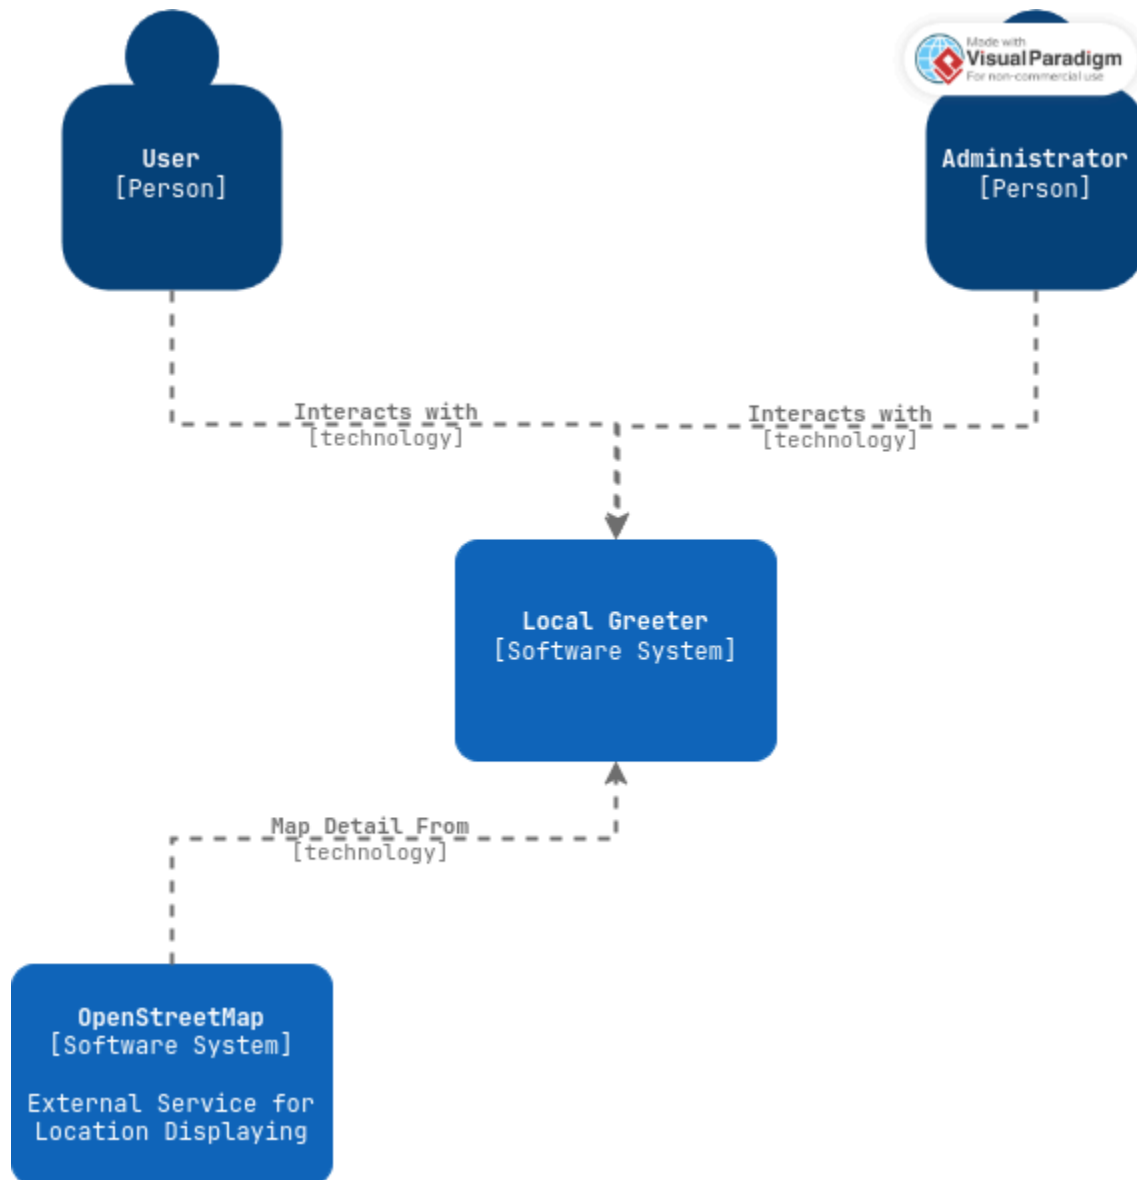 Made with
Visual Paradigm
For non-commercial use
User
[Person]
Administrator
[Person]
Interacts with
[technology]
Interacts with
[technology]
Local Greeter
[Software System]
Map Detail From
[technology]
OpenStreetMap
[Software System]
External Service for
Location Displaying